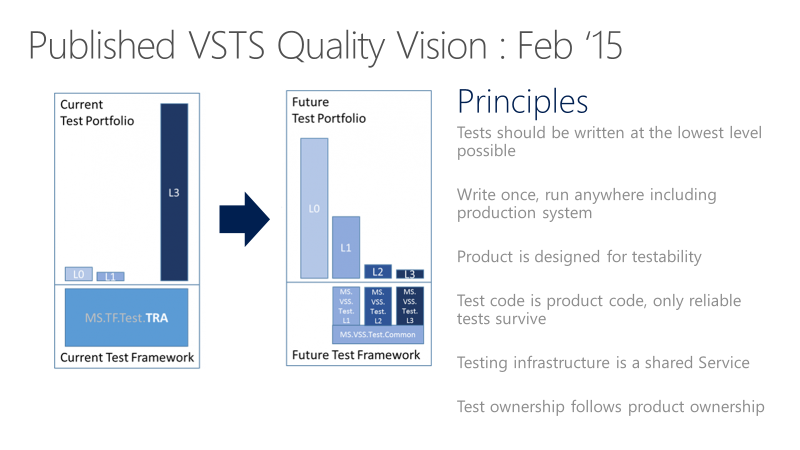 Published VSTS Quality Vision : Feb ‘15
Current
Test Portfolio
L0
L1
L3
MS.TF.Test.TRA
Current Test Framework
Future
Test Portfolio
L0
L1
L2
L3
MS.
VSS.
Test.
L1
MS.
VSS.
Test.
L2
MS.
VSS.
Test.
L3
MS.VSS.Test.Common
Future Test Framework
Principles
Tests should be written at the lowest level
possible
Write once, run anywhere including
production system
Product is designed for testability
Test code is product code, only reliable
tests survive
Testing infrastructure is a shared Service
Test ownership follows product ownership